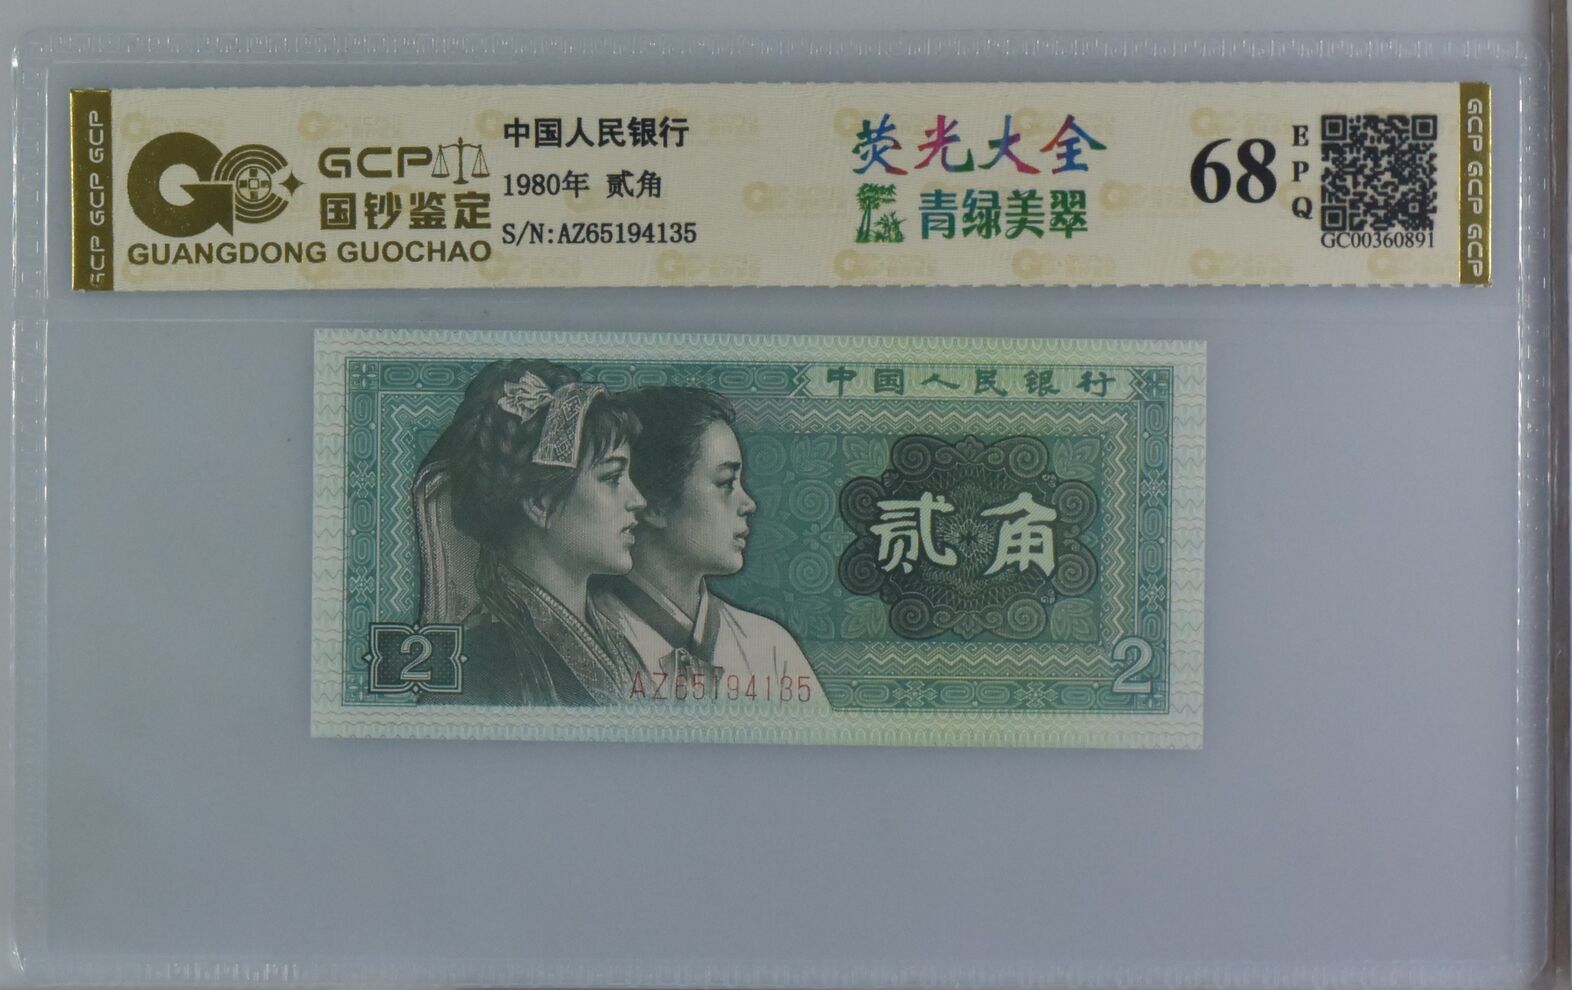 GCP GCP GCP
GCP
国钞鉴定
GUANGDONG GUOCHAO
中国人民银行
1980年 贰角
S/N:AZ65194135
荧光大全
青绿美翠
68
E
P
Q
GC00360891
GCP GCP GCP
中国人民银行
贰角
2
2
AZ65194135